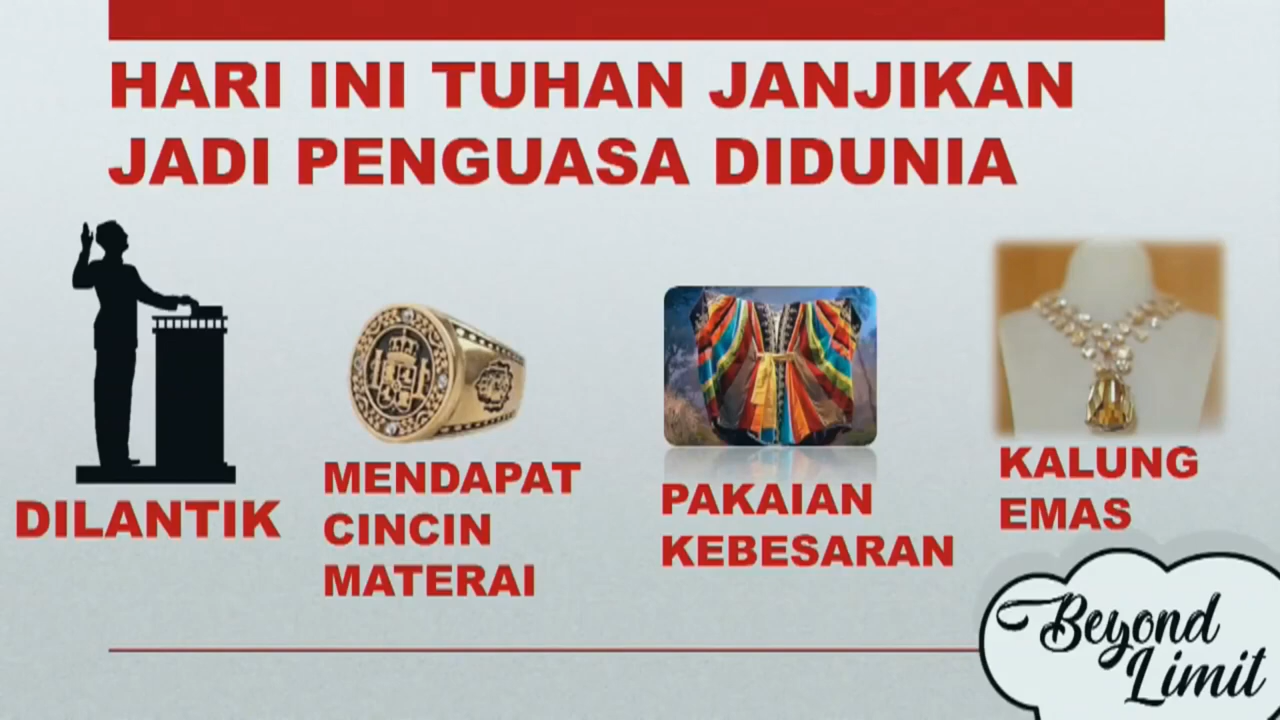 HARI INI TUHAN JANJIKAN
JADI PENGUASA DIDUNIA
DILANTIK
MENDAPAT
CINCIN
MATERAI
PAKAIAN
KEBESARAN
KALUNG
EMAS
Beyond
Limit